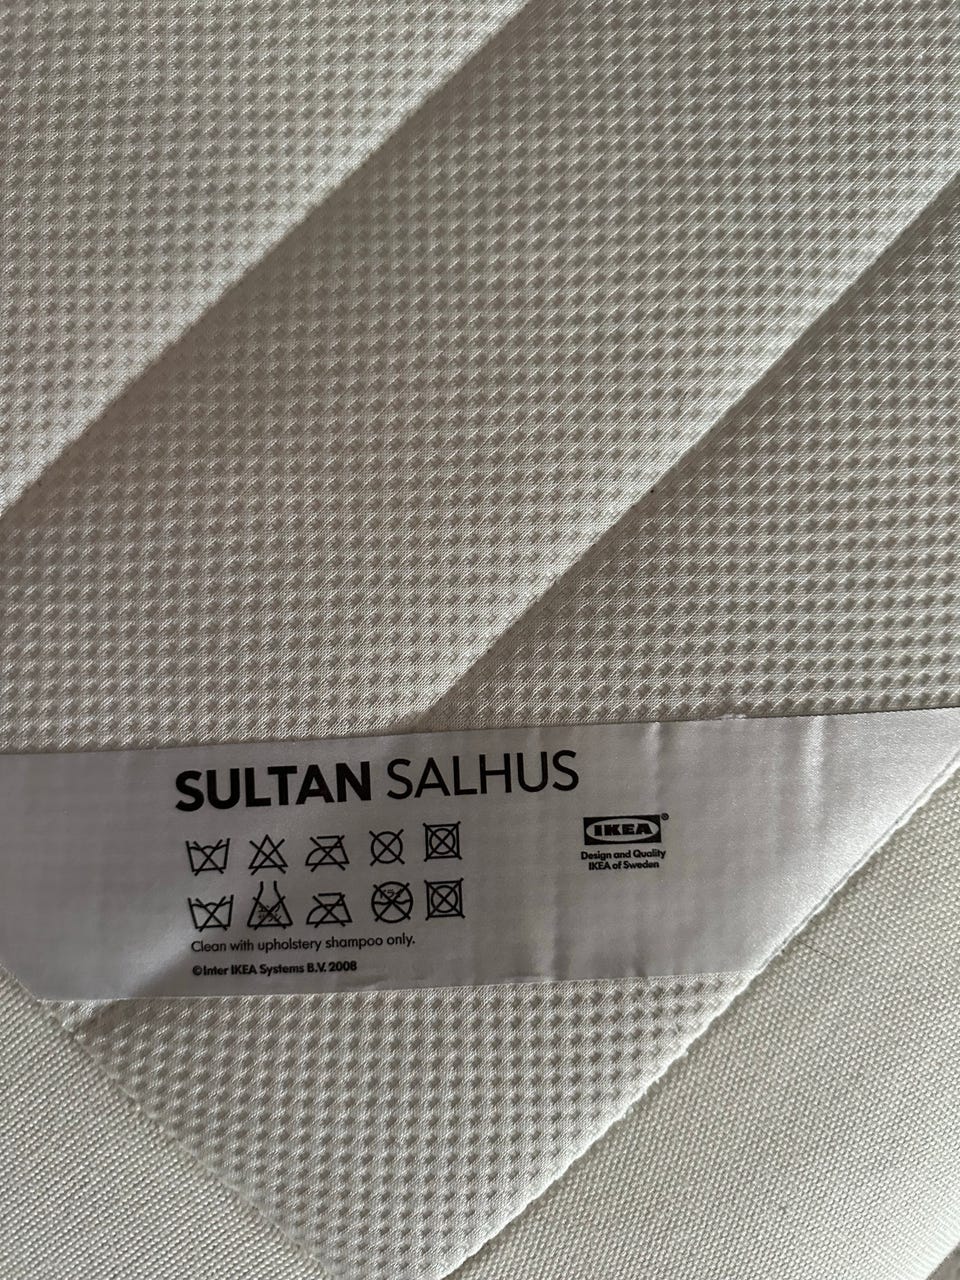 SULTAN SALHUS
IKEA®
Design and Quality
IKEA of Sweden
Clean with upholstery shampoo only.
©Inter IKEA Systems B.V. 2008